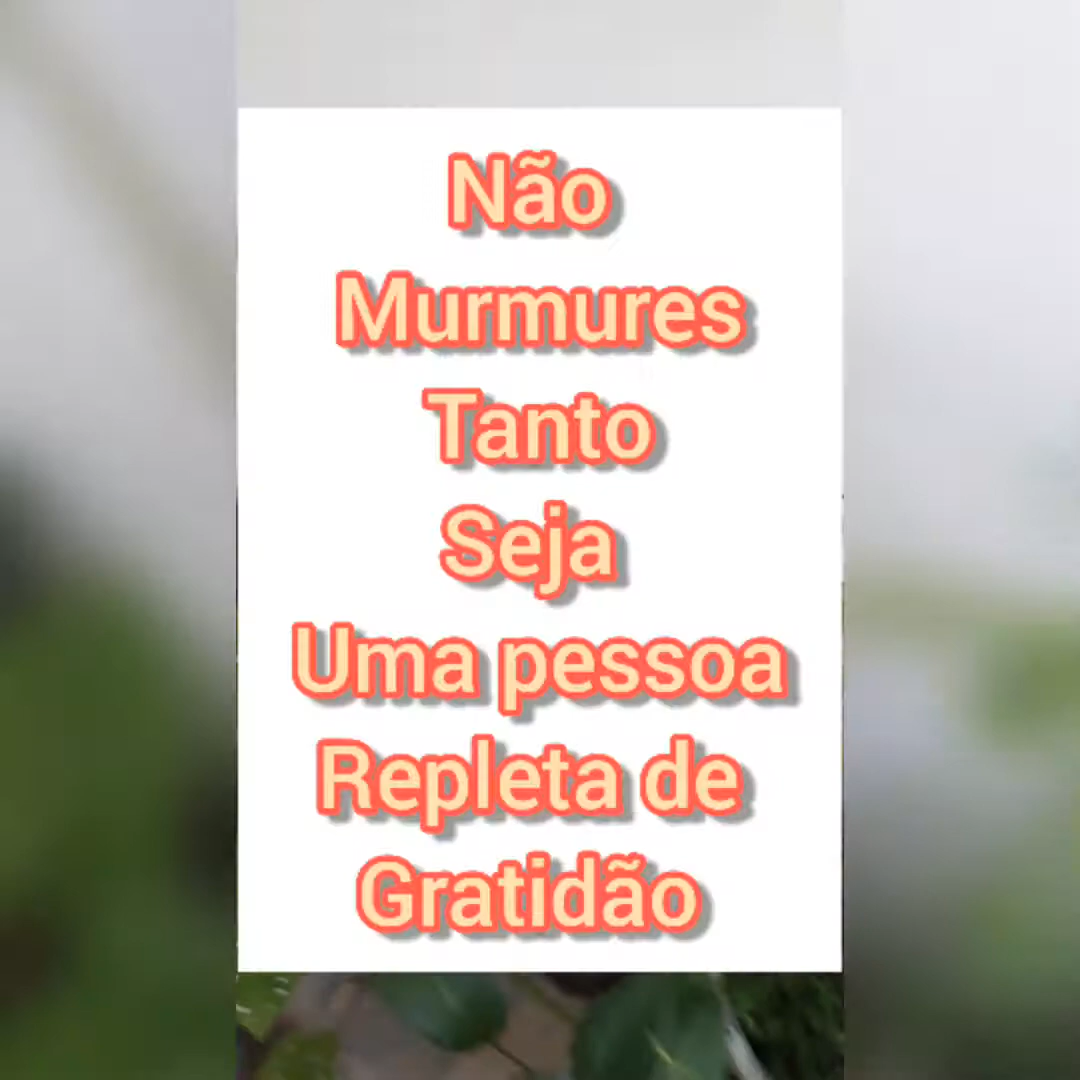 Não
Murmures
Tanto
Seja
Uma pessoa
Repleta de
Gratidão